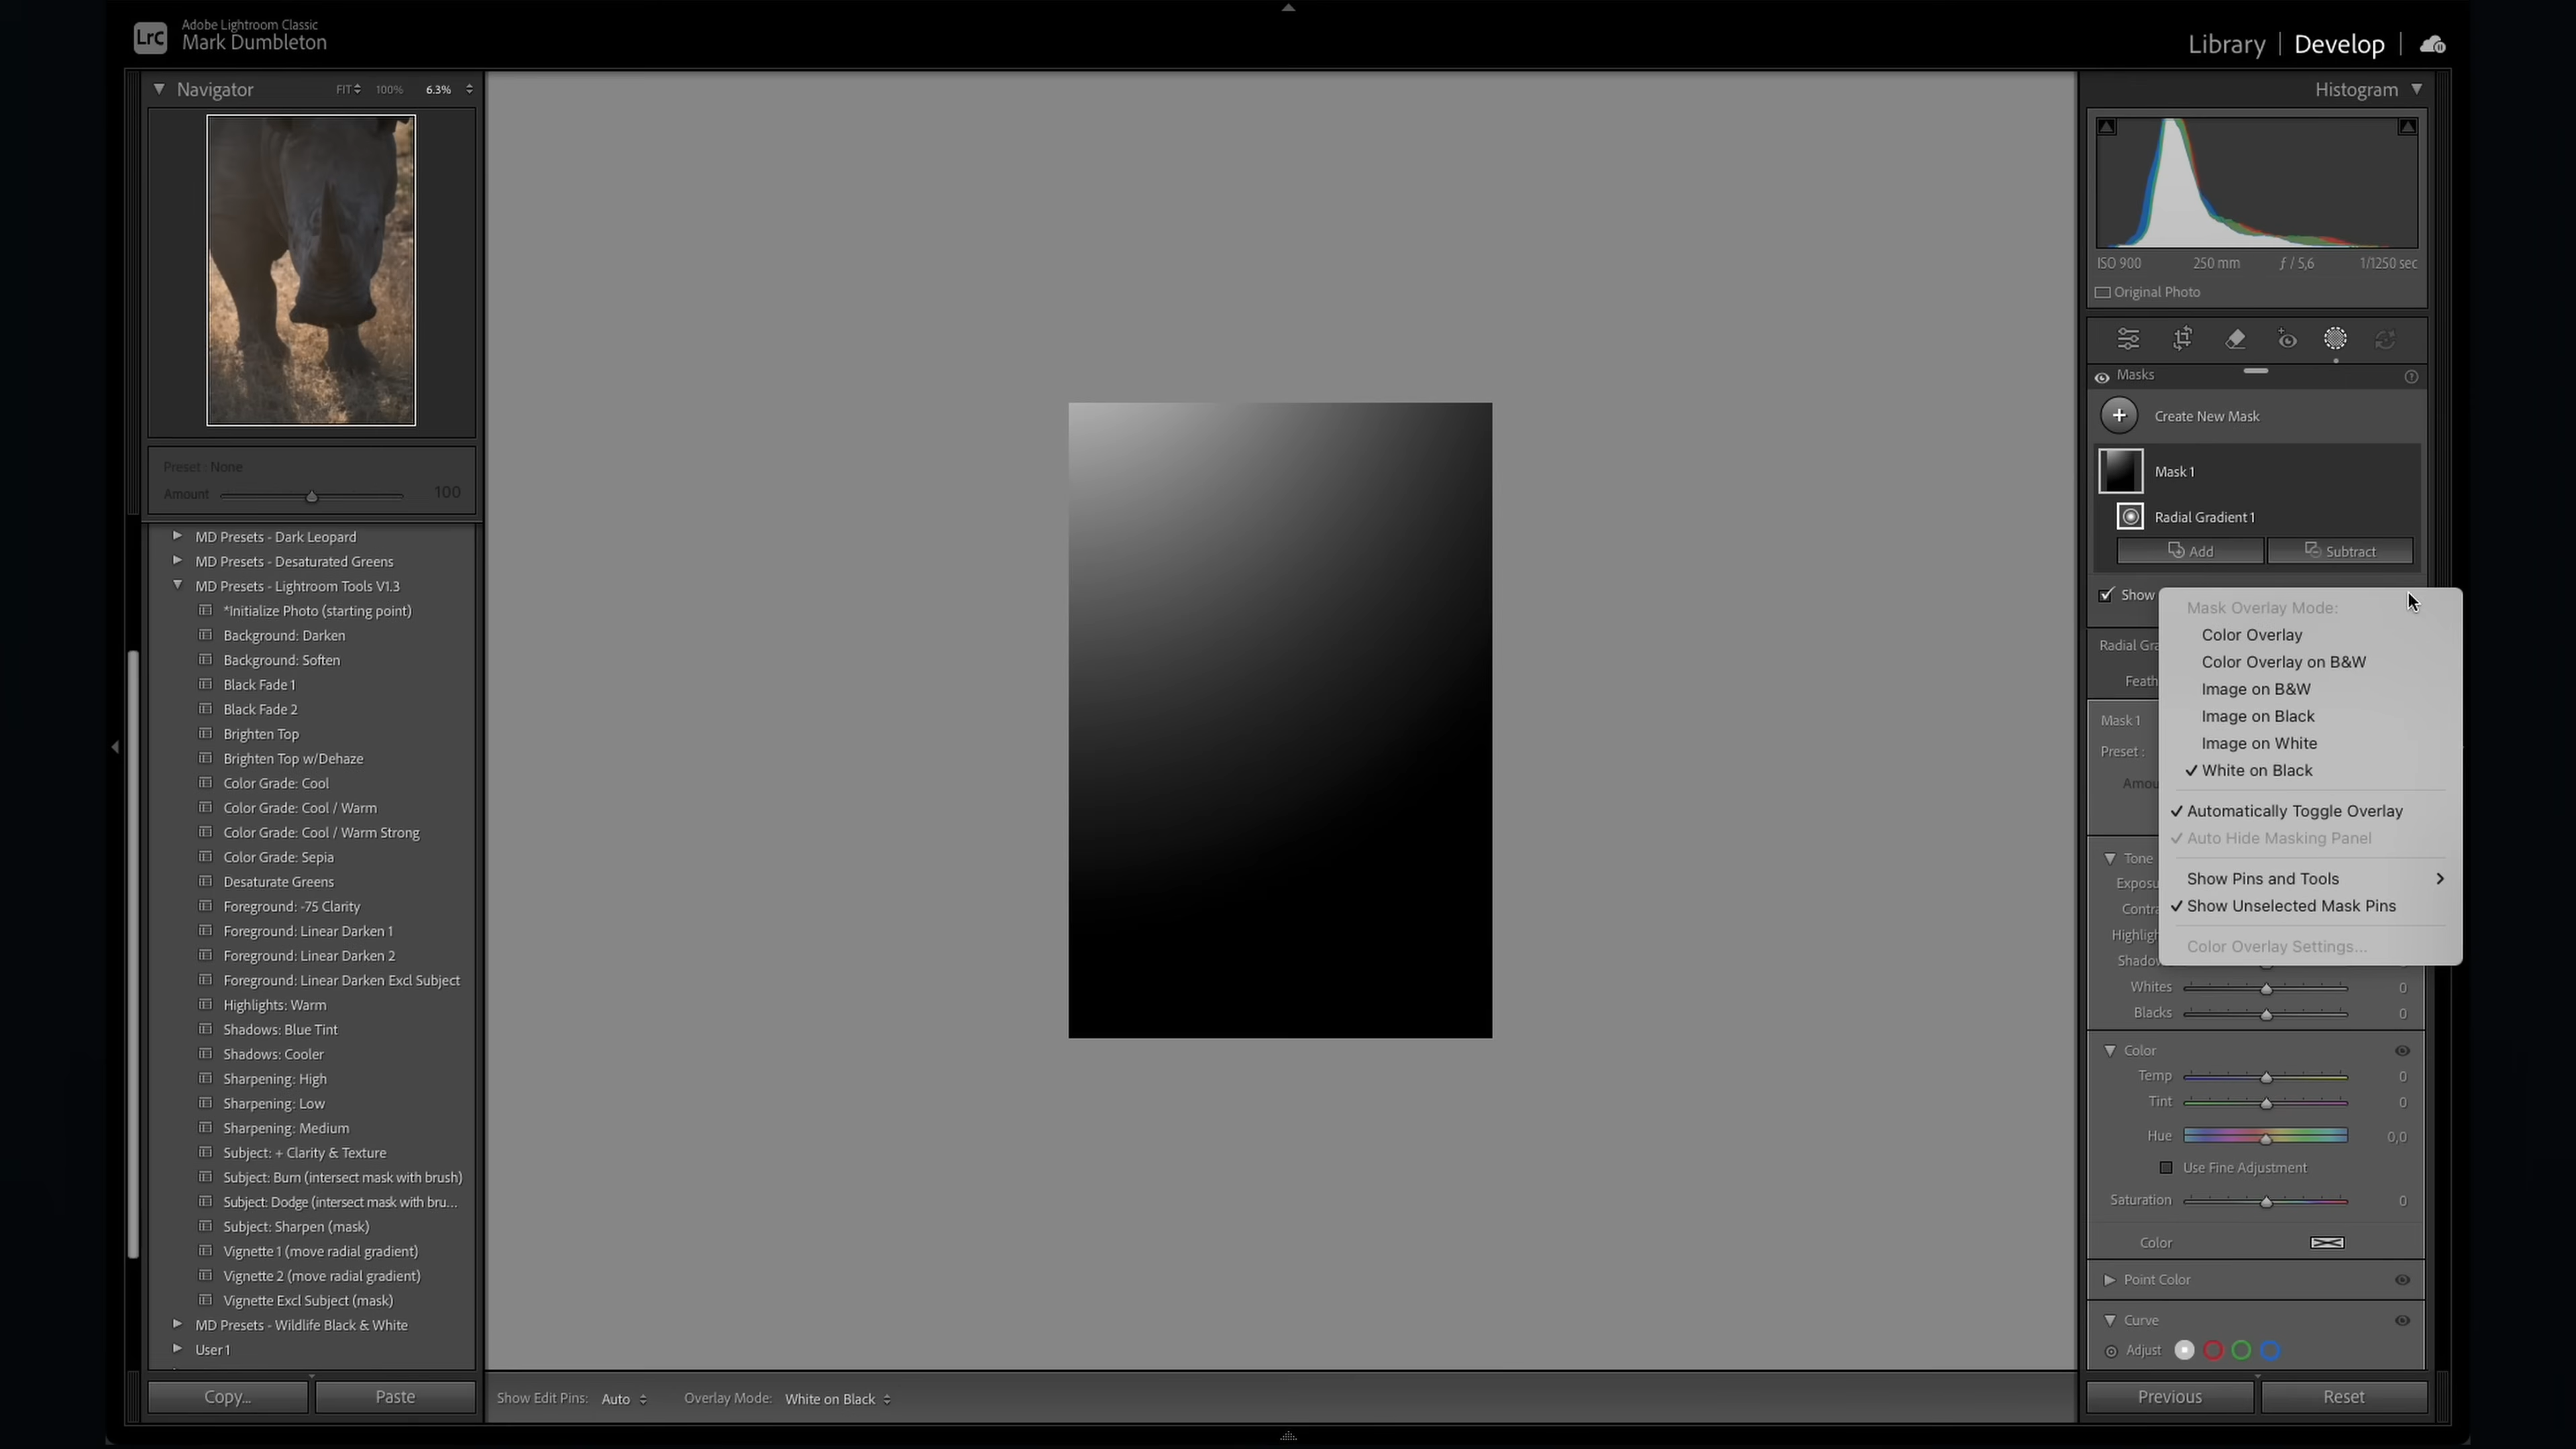 Adobe Lightroom Classic
LrC
Mark Dumbleton
Library | Develop |
Navigator
FIT 100% 6.3%
Preset : None
Amount 100
MD Presets - Dark Leopard
MD Presets - Desaturated Greens
MD Presets - Lightroom Tools V1.3
*Initialize Photo (starting point)
Background: Darken
Background: Soften
Black Fade 1
Black Fade 2
Brighten Top
Brighten Top w/Dehaze
Color Grade: Cool
Color Grade: Cool / Warm
Color Grade: Cool / Warm Strong
Color Grade: Sepia
Desaturate Greens
Foreground: -75 Clarity
Foreground: Linear Darken 1
Foreground: Linear Darken 2
Foreground: Linear Darken Excl Subject
Highlights: Warm
Shadows: Blue Tint
Shadows: Cooler
Sharpening: High
Sharpening: Low
Sharpening: Medium
Subject: + Clarity & Texture
Subject: Burn (intersect mask with brush)
Subject: Dodge (intersect mask with bru...
Subject: Sharpen (mask)
Vignette 1 (move radial gradient)
Vignette 2 (move radial gradient)
Vignette Excl Subject (mask)
MD Presets - Wildlife Black & White
User 1
Copy... Paste
Show Edit Pins: Auto Overlay Mode: White on Black
Histogram
ISO 900 250 mm ƒ / 5,6 1/1250 sec
Original Photo
Masks
Create New Mask
Mask 1
Radial Gradient 1
Add Subtract
Show
Mask Overlay Mode:
Color Overlay
Color Overlay on B&W
Image on B&W
Image on Black
Image on White
White on Black
Automatically Toggle Overlay
Auto Hide Masking Panel
Show Pins and Tools
Show Unselected Mask Pins
Color Overlay Settings...
Radial Gra
Feath
Mask 1
Preset :
Amou
Tone
Exposu
Contra
Highligh
Shado
Whites 0
Blacks 0
Color
Temp 0
Tint 0
Hue 0,0
Use Fine Adjustment
Saturation 0
Color
Point Color
Curve
Adjust
Previous Reset